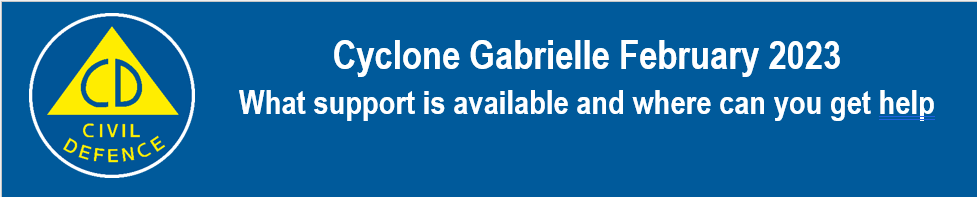 Cyclone Gabrielle February 2023
What support is available and where can you get help
CD
CIVIL
DEFENCE